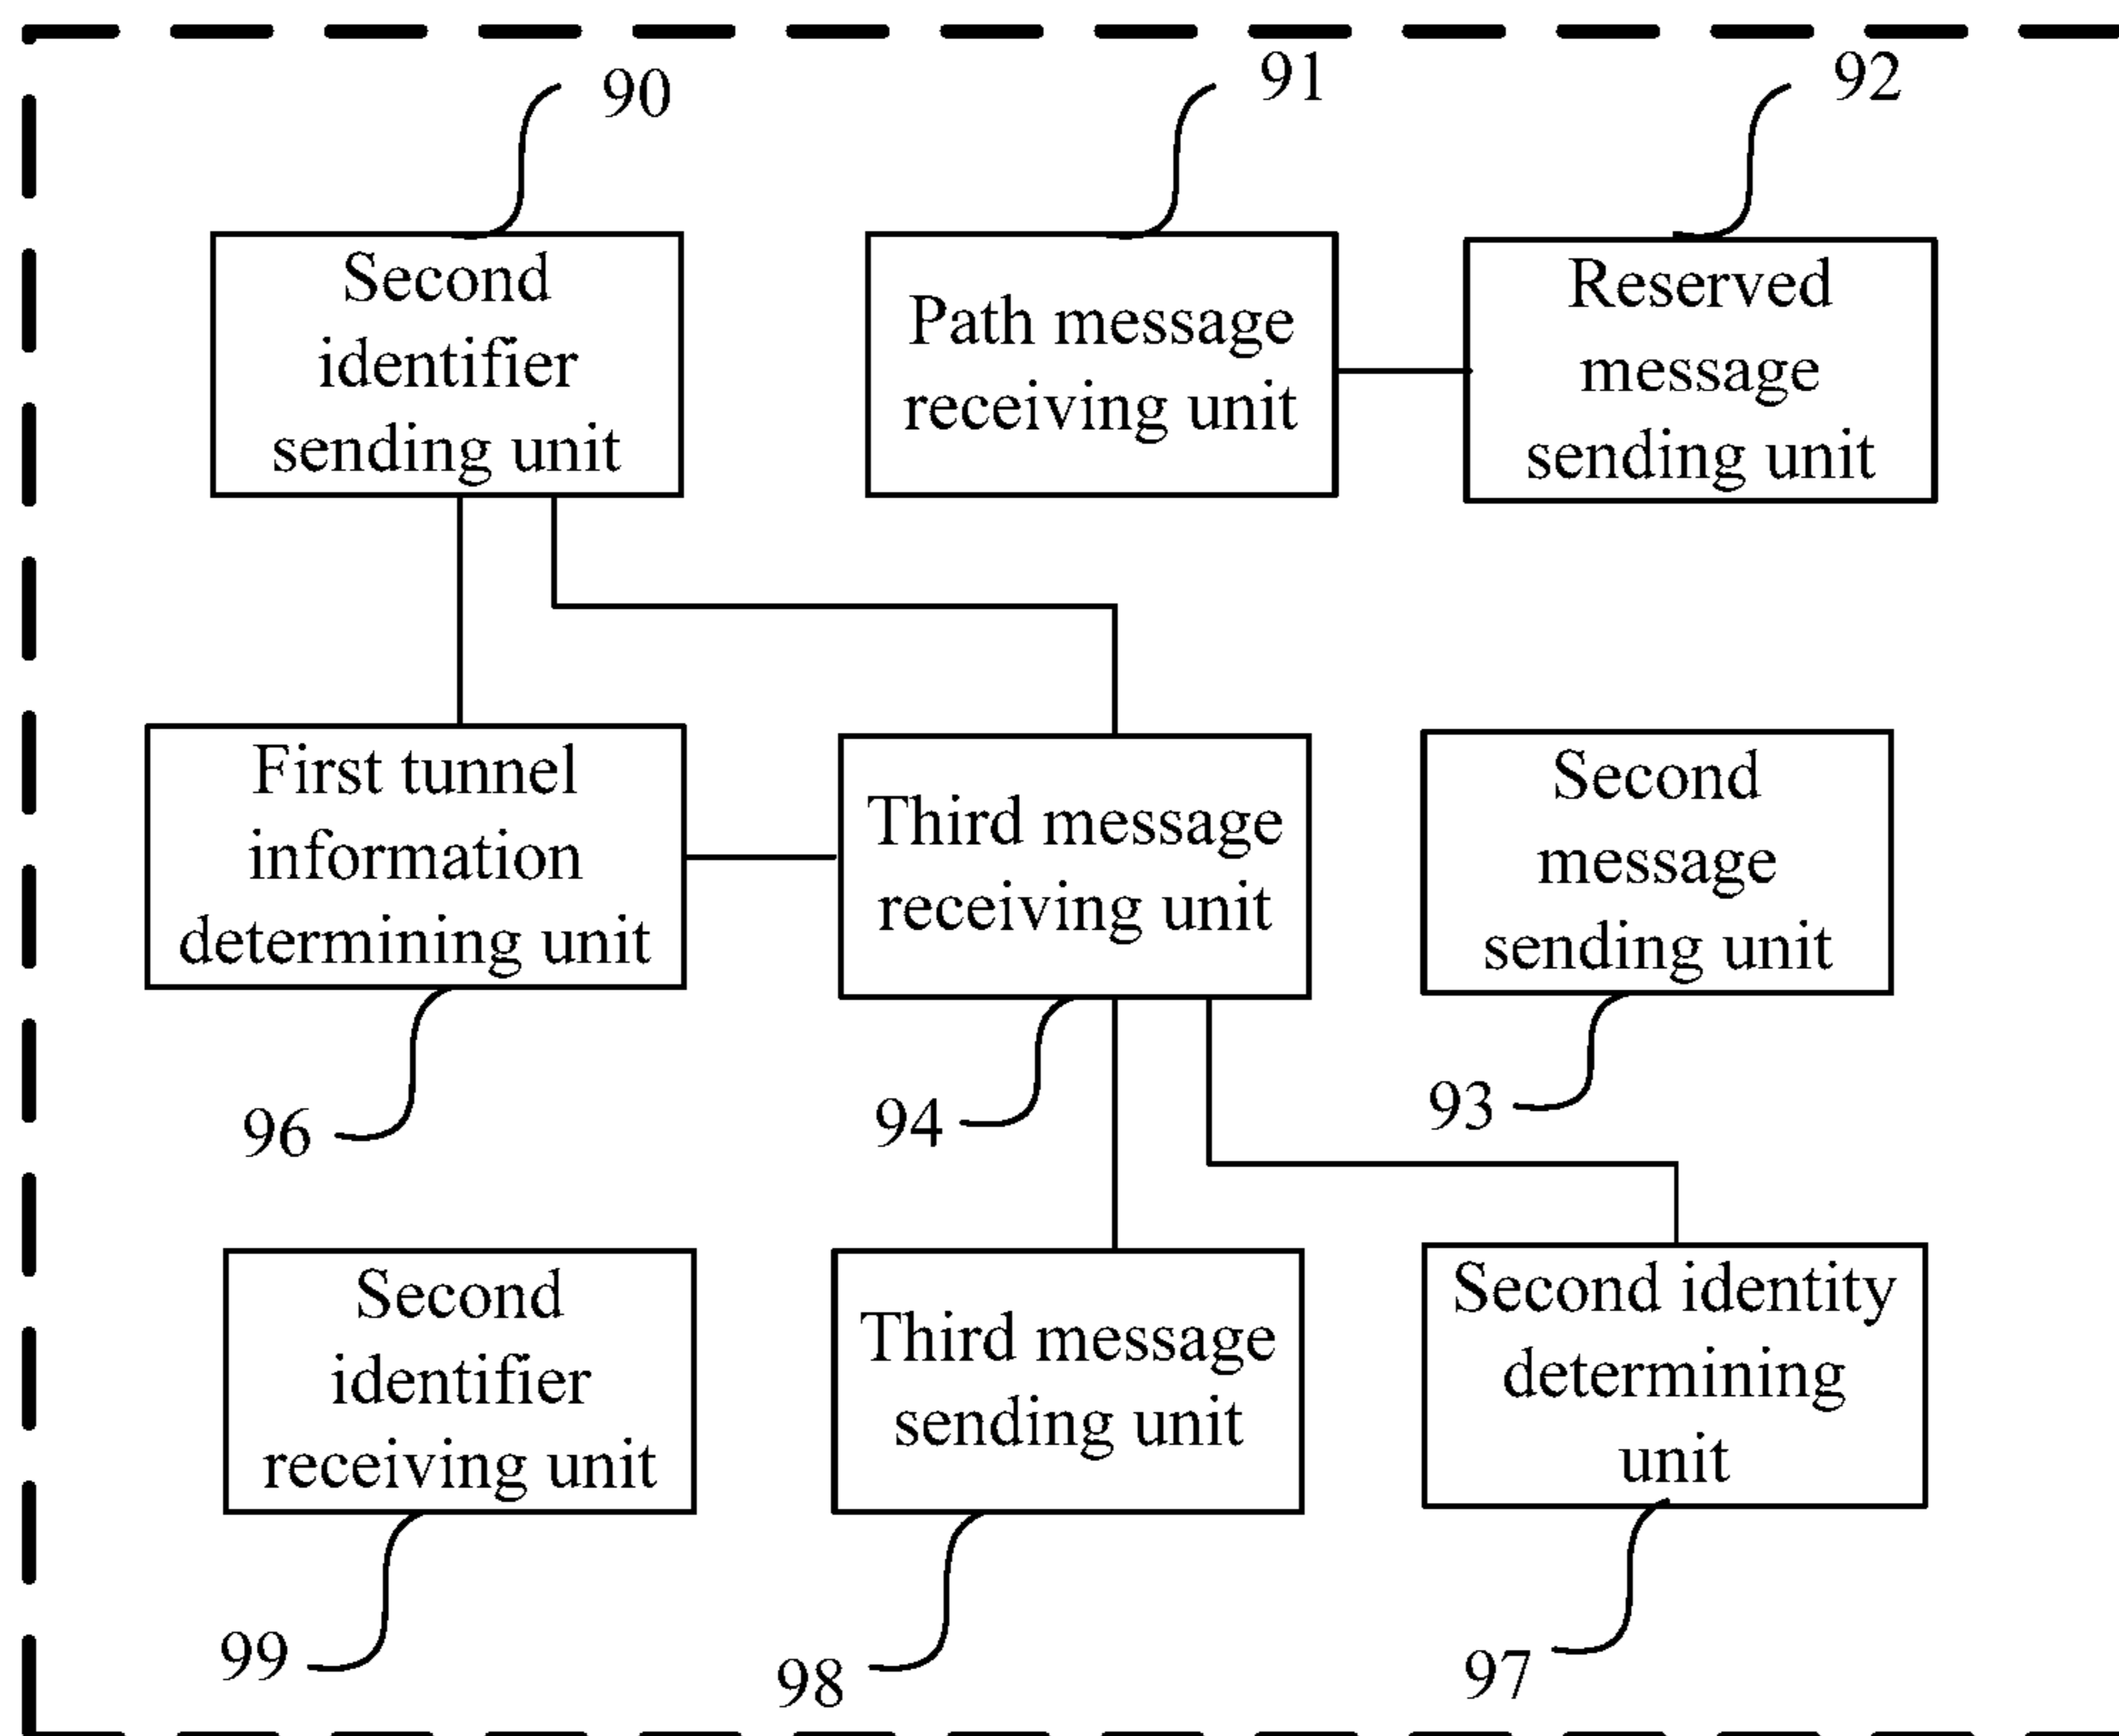 90
91
92
Second
identifier
sending unit
Path message
receiving unit
Reserved
message
sending unit
First tunnel
information
determining unit
Third message
receiving unit
Second
message
sending unit
96
94
93
Second
identifier
receiving unit
Third message
sending unit
Second identity
determining
unit
99
98
97